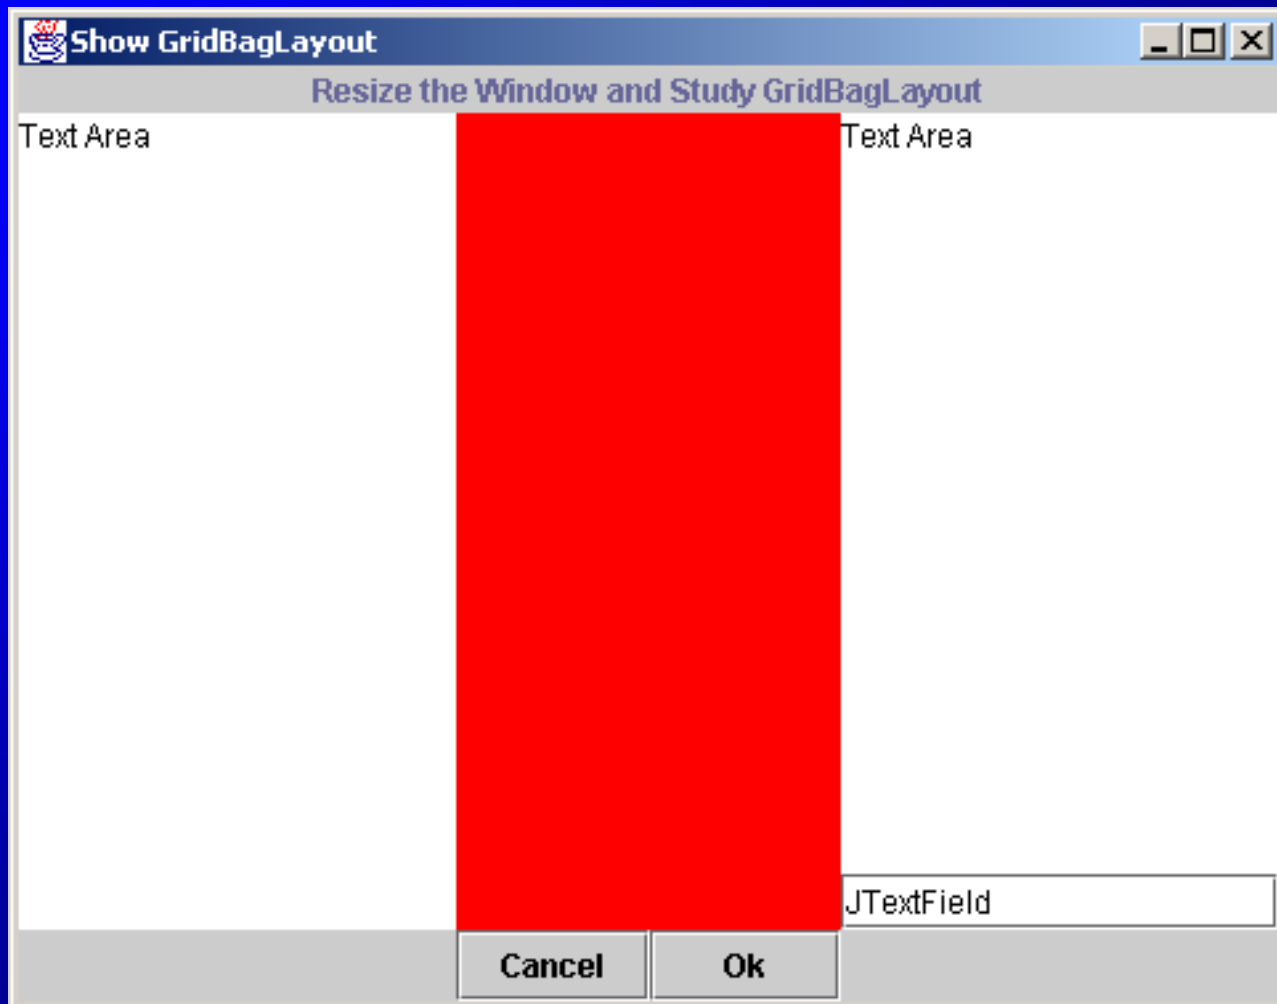 Show GridBagLayout
Resize the Window and Study GridBagLayout
Text Area
Text Area
JTextField
Cancel
Ok